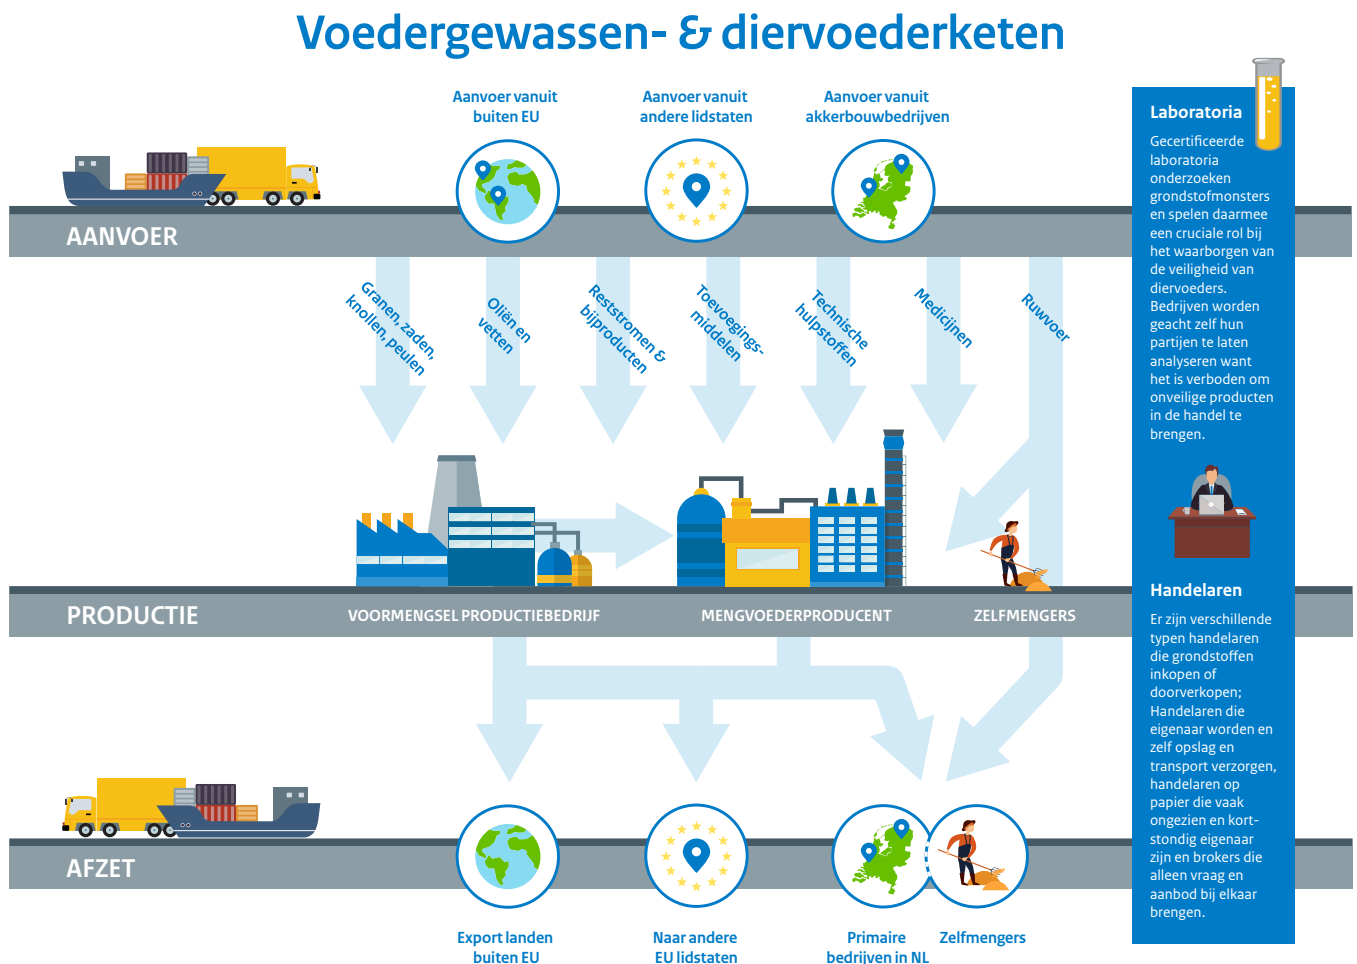 Voedergewassen- & diervoederketen
Aanvoer vanuit
buiten EU
Aanvoer vanuit
andere lidstaten
Aanvoer vanuit
akkerbouwbedrijven
AANVOER
Granen, zaden,
knollen, peulen
Oliën en
vetten
Reststromen &
bijproducten
Toevoegings-
middelen
Technische
hulpstoffen
Medicijnen
Ruwvoer
PRODUCTIE
VOORMENGSEL PRODUCTIEBEDRIJF
MENGVOEDERPRODUCENT
ZELFMENGERS
AFZET
Export landen
buiten EU
Naar andere
EU lidstaten
Primaire
bedrijven in NL
Zelfmengers
Laboratoria
Gecertificeerde
laboratoria
onderzoeken
grondstofmonsters
en spelen daarmee
een cruciale rol bij
het waarborgen van
de veiligheid van
diervoeders.
Bedrijven worden
geacht zelf hun
partijen te laten
analyseren want
het is verboden om
onveilige producten
in de handel te
brengen.
Handelaren
Er zijn verschillende
typen handelaren
die grondstoffen
inkopen of
doorverkopen;
Handelaren die
eigenaar worden en
zelf opslag en
transport verzorgen,
handelaren op
papier die vaak
ongezien en kort-
stondig eigenaar
zijn en brokers die
alleen vraag en
aanbod bij elkaar
brengen.